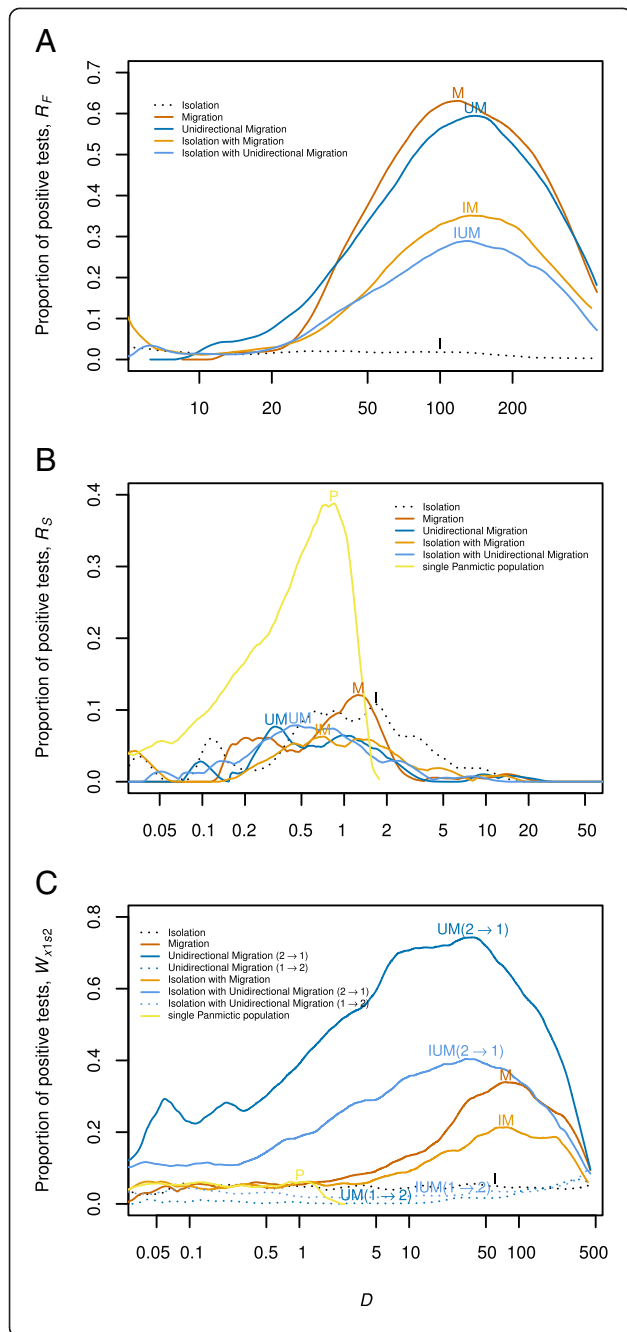 A
Proportion of positive tests, R_F
0.7
0.6
0.5
0.4
0.3
0.2
0.1
0.0
Isolation
Migration
Unidirectional Migration
Isolation with Migration
Isolation with Unidirectional Migration
M
UM
IM
IUM
I
10 20 50 100 200
B
Proportion of positive tests, R_S
0.4
0.3
0.2
0.1
0.0
Isolation
Migration
Unidirectional Migration
Isolation with Migration
Isolation with Unidirectional Migration
single Panmictic population
P
M
I
UM
IUM
IM
0.05 0.1 0.2 0.5 1 2 5 10 20 50
C
Proportion of positive tests, W_x1s2
0.8
0.6
0.4
0.2
0.0
Isolation
Migration
Unidirectional Migration (2 → 1)
Unidirectional Migration (1 → 2)
Isolation with Migration
Isolation with Unidirectional Migration (2 → 1)
Isolation with Unidirectional Migration (1 → 2)
single Panmictic population
UM(2 → 1)
IUM(2 → 1)
M
IM
P
I
IUM(1 → 2)
UM(1 → 2)
0.05 0.1 0.5 1 5 10 50 100 500
D